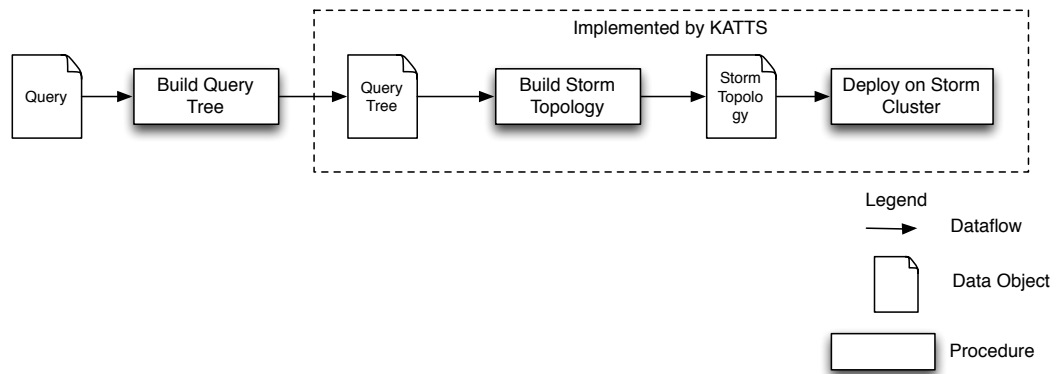 Implemented by KATTS
Query
Build Query
Tree
Query
Tree
Build Storm
Topology
Storm
Topolo
gy
Deploy on Storm
Cluster
Legend
Dataflow
Data Object
Procedure